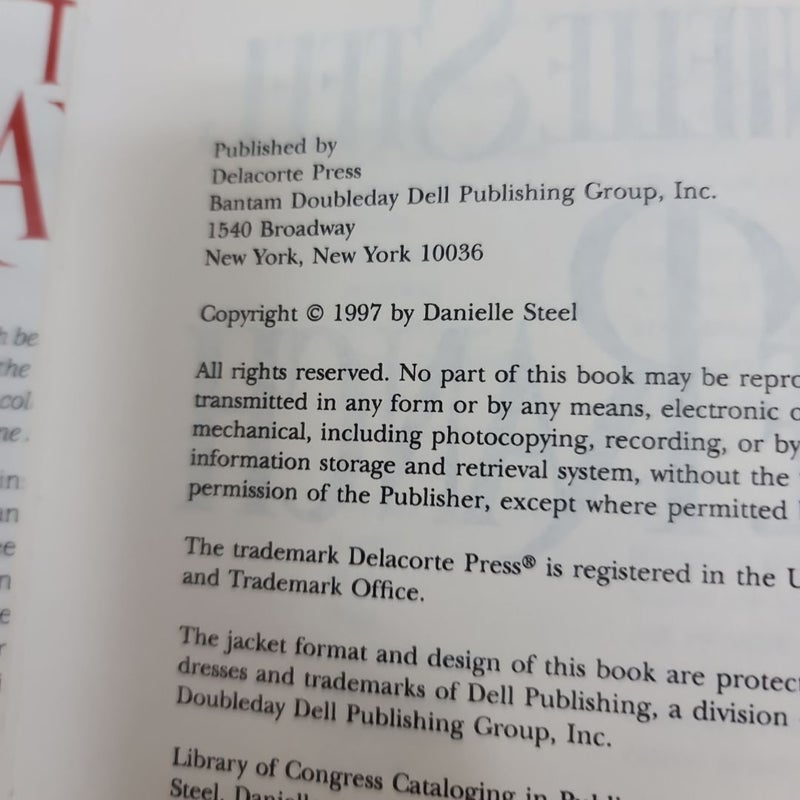 Published by
Delacorte Press
Bantam Doubleday Dell Publishing Group, Inc.
1540 Broadway
New York, New York 10036
Copyright © 1997 by Danielle Steel
All rights reserved. No part of this book may be repro
transmitted in any form or by any means, electronic o
mechanical, including photocopying, recording, or by
information storage and retrieval system, without the
permission of the Publisher, except where permitted
The trademark Delacorte Press® is registered in the U
and Trademark Office.
The jacket format and design of this book are protect
dresses and trademarks of Dell Publishing, a division
Doubleday Dell Publishing Group, Inc.
Library of Congress Cataloging in Publi
Steel, Daniell